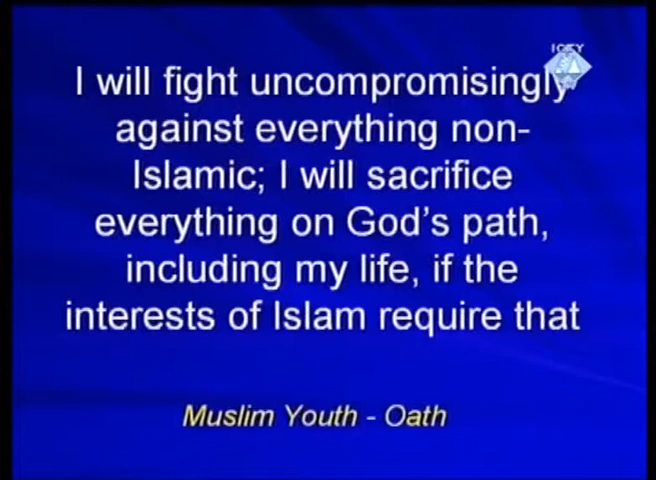 ICTY
I will fight uncompromisingly
against everything non-
Islamic; I will sacrifice
everything on God's path,
including my life, if the
interests of Islam require that
Muslim Youth - Oath